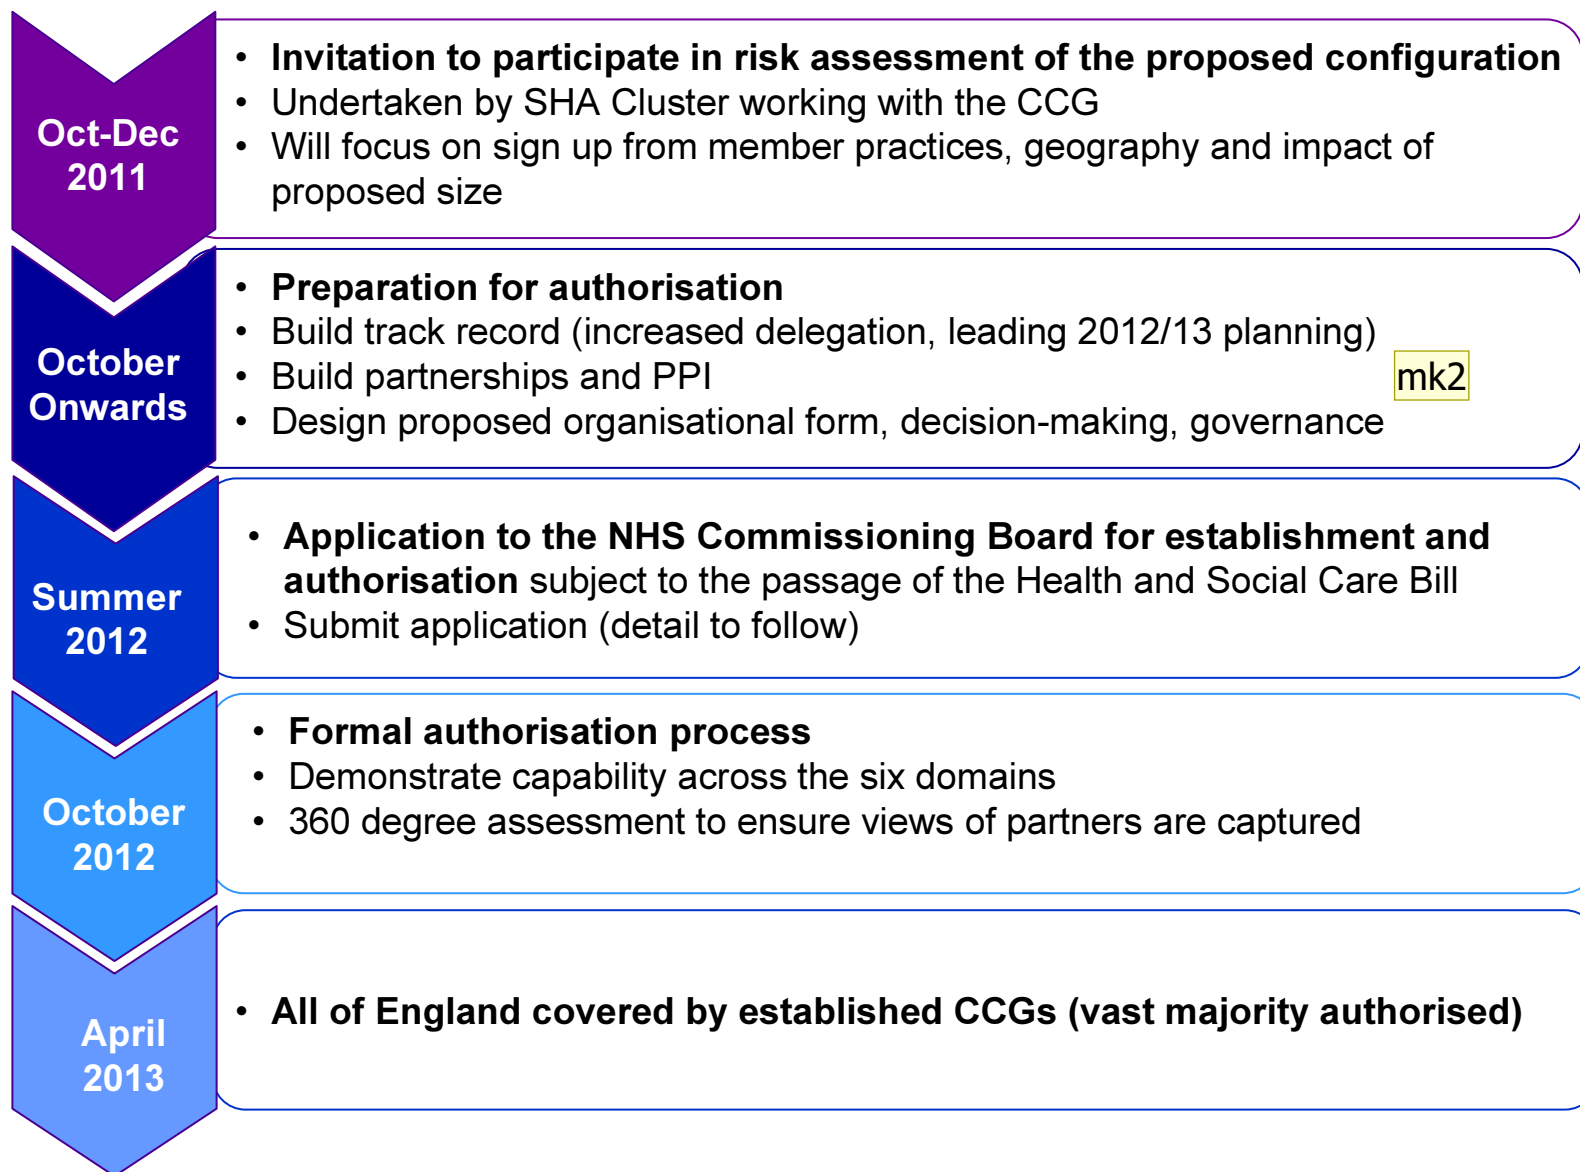 Oct-Dec
2011
• Invitation to participate in risk assessment of the proposed configuration
• Undertaken by SHA Cluster working with the CCG
• Will focus on sign up from member practices, geography and impact of
proposed size
October
Onwards
• Preparation for authorisation
• Build track record (increased delegation, leading 2012/13 planning)
• Build partnerships and PPI
mk2
• Design proposed organisational form, decision-making, governance
Summer
2012
• Application to the NHS Commissioning Board for establishment and
authorisation subject to the passage of the Health and Social Care Bill
• Submit application (detail to follow)
October
2012
• Formal authorisation process
• Demonstrate capability across the six domains
• 360 degree assessment to ensure views of partners are captured
April
2013
• All of England covered by established CCGs (vast majority authorised)